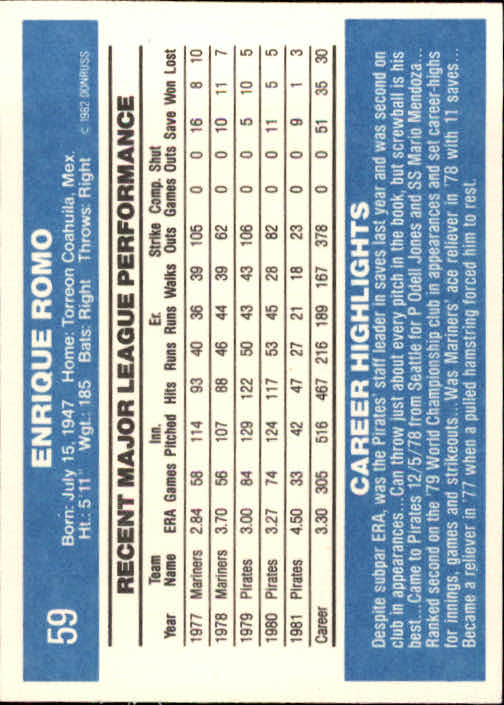 59
ENRIQUE ROMO
Born: July 15, 1947 Home: Torreon Coahuila, Mex.
Ht.: 5'11" Wgt.: 185 Bats: Right Throws: Right © 1982 DONRUSS
RECENT MAJOR LEAGUE PERFORMANCE
Team Inn. Er. Strike Comp. Shut
Year Name ERA Games Pitched Hits Runs Runs Walks Outs Games Outs Save Won Lost
1977 Mariners 2.84 58 114 93 40 36 39 105 0 0 16 8 10
1978 Mariners 3.70 56 107 88 46 44 39 62 0 0 10 11 7
1979 Pirates 3.00 84 129 122 50 43 43 106 0 0 5 10 5
1980 Pirates 3.27 74 124 117 53 45 28 82 0 0 11 5 5
1981 Pirates 4.50 33 42 47 27 21 18 23 0 0 9 1 3
Career 3.30 305 516 467 216 189 167 378 51 35 30
CAREER HIGHLIGHTS
Despite subpar ERA, was the Pirates' staff leader in saves last year and was second on
club in appearances...Can throw just about every pitch in the book, but screwball is his
best...Came to Pirates 12/5/78 from Seattle for P Odell Jones and SS Mario Mendoza...
Ranked second on the '79 World Championship club in appearances and set career-highs
for innings, games and strikeouts...Was Mariners' ace reliever in '78 with 11 saves...
Became a reliever in '77 when a pulled hamstring forced him to rest.